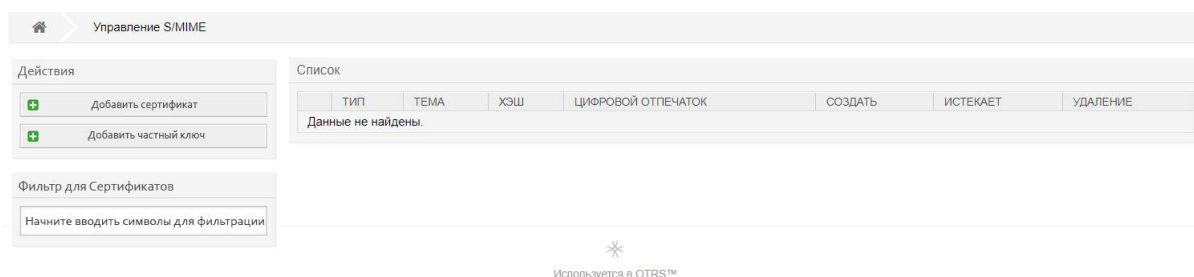 Управление S/MIME
Действия
Добавить сертификат
Добавить частный ключ
Фильтр для Сертификатов
Начните вводить символы для фильтрации
Список
ТИП ТЕМА ХЭШ ЦИФРОВОЙ ОТПЕЧАТОК СОЗДАТЬ ИСТЕКАЕТ УДАЛЕНИЕ
Данные не найдены.
Используется в OTRS™